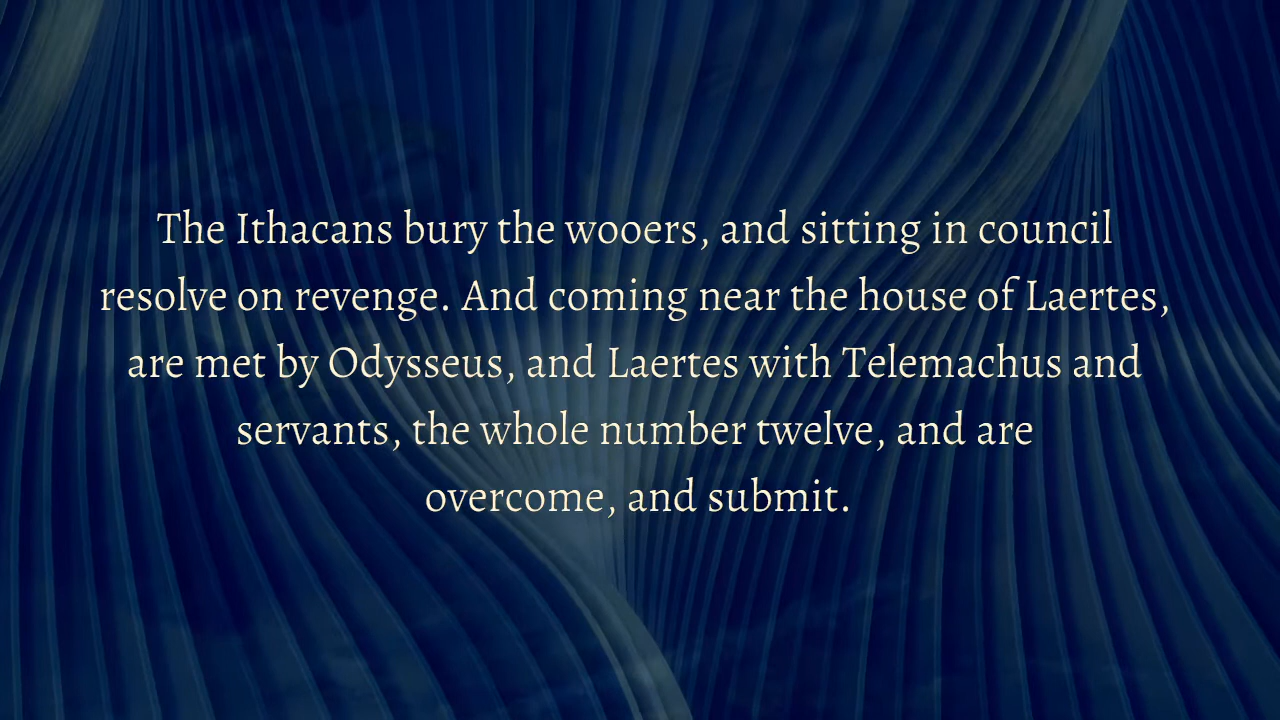 The Ithacans bury the wooers, and sitting in council
resolve on revenge. And coming near the house of Laertes,
are met by Odysseus, and Laertes with Telemachus and
servants, the whole number twelve, and are
overcome, and submit.